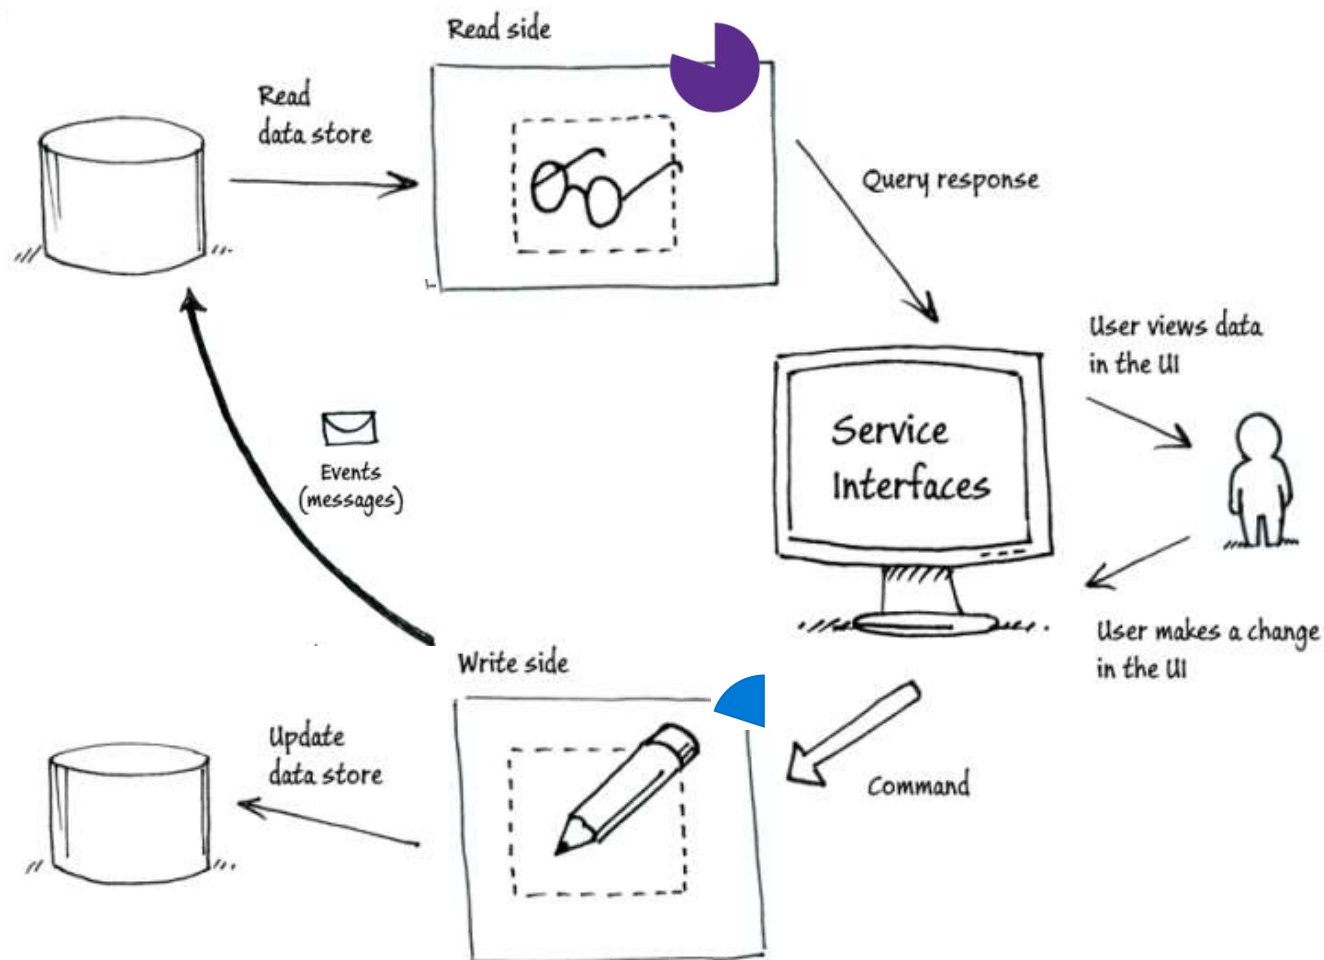 Read side
Read
data store
Query response
User views data
in the UI
Service
Interfaces
Events
(messages)
User makes a change
in the UI
Write side
Update
data store
Command